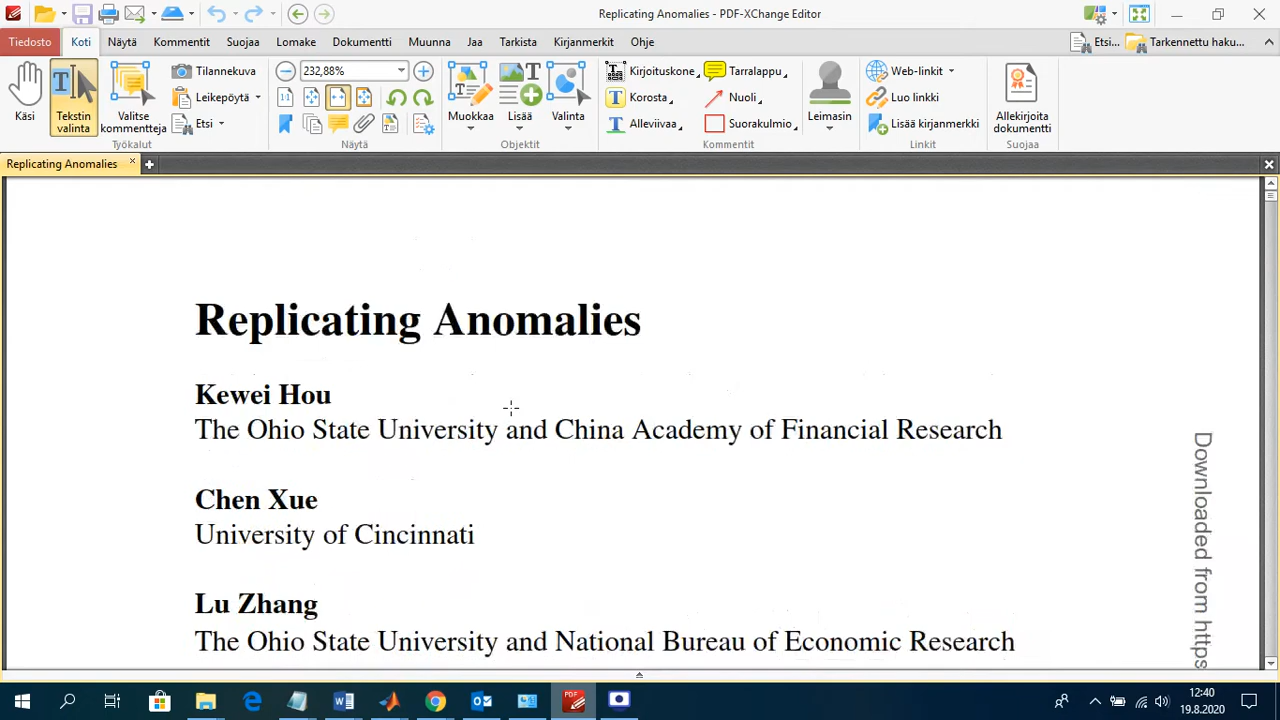 Replicating Anomalies - PDF-XChange Editor
Tiedosto Koti Näytä Kommentit Suojaa Lomake Dokumentti Muunna Jaa Tarkista Kirjanmerkit Ohje Etsi... Tarkennettu haku...
Käsi
Tekstin valinta
Valitse kommentteja
Tilannekuva
Leikepöytä
Etsi
Työkalut
232,88%
Näytä
Muokkaa
Lisää
Valinta
Objektit
Kirjoituskone
Korosta
Alleviivaa
Tarralappu
Nuoli
Suorakulmio
Leimasin
Kommentit
Web-linkit
Luo linkki
Lisää kirjanmerkki
Linkit
Allekirjoita dokumentti
Suojaa
Replicating Anomalies
Replicating Anomalies
Kewei Hou
The Ohio State University and China Academy of Financial Research
Chen Xue
University of Cincinnati
Lu Zhang
The Ohio State University and National Bureau of Economic Research
Downloaded from https
12:40
19.8.2020